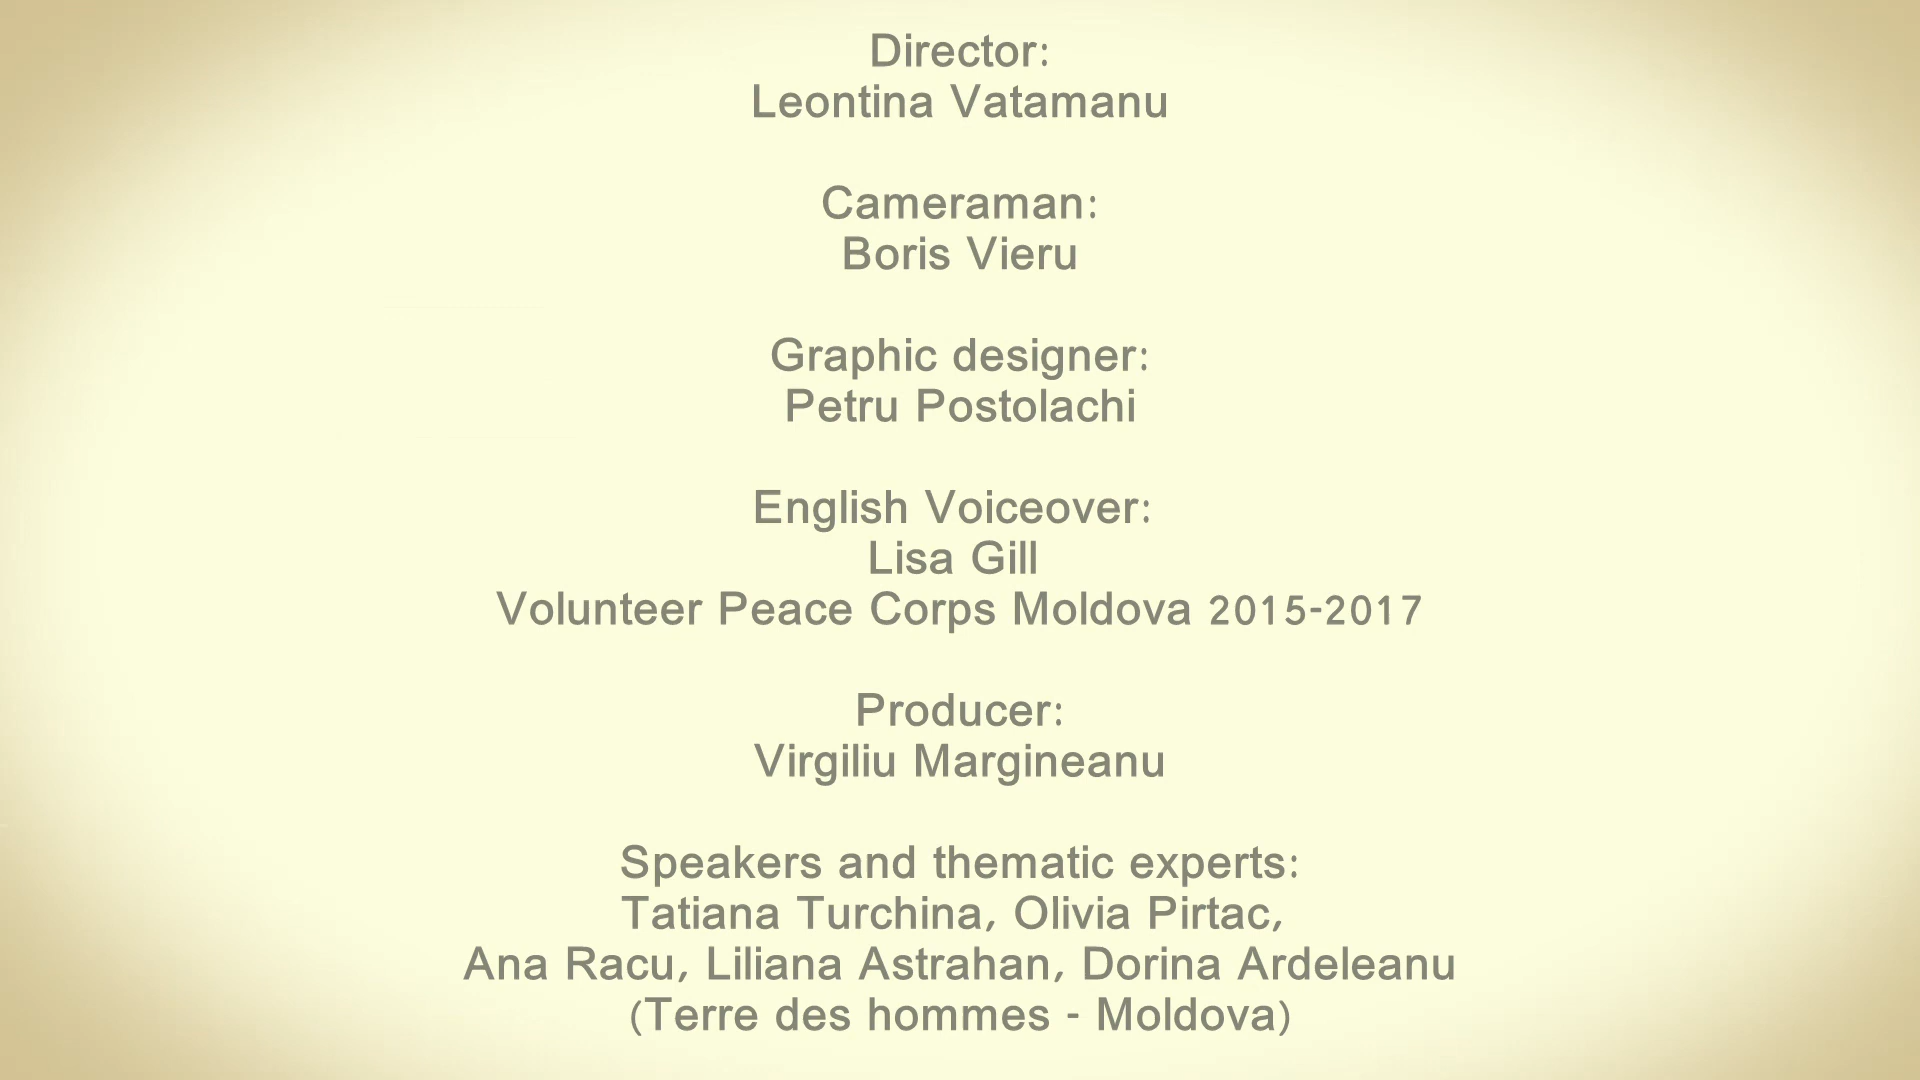 Director:
Leontina Vatamanu
Cameraman:
Boris Vieru
Graphic designer:
Petru Postolachi
English Voiceover:
Lisa Gill
Volunteer Peace Corps Moldova 2015-2017
Producer:
Virgiliu Margineanu
Speakers and thematic experts:
Tatiana Turchina, Olivia Pirtac,
Ana Racu, Liliana Astrahan, Dorina Ardeleanu
(Terre des hommes - Moldova)